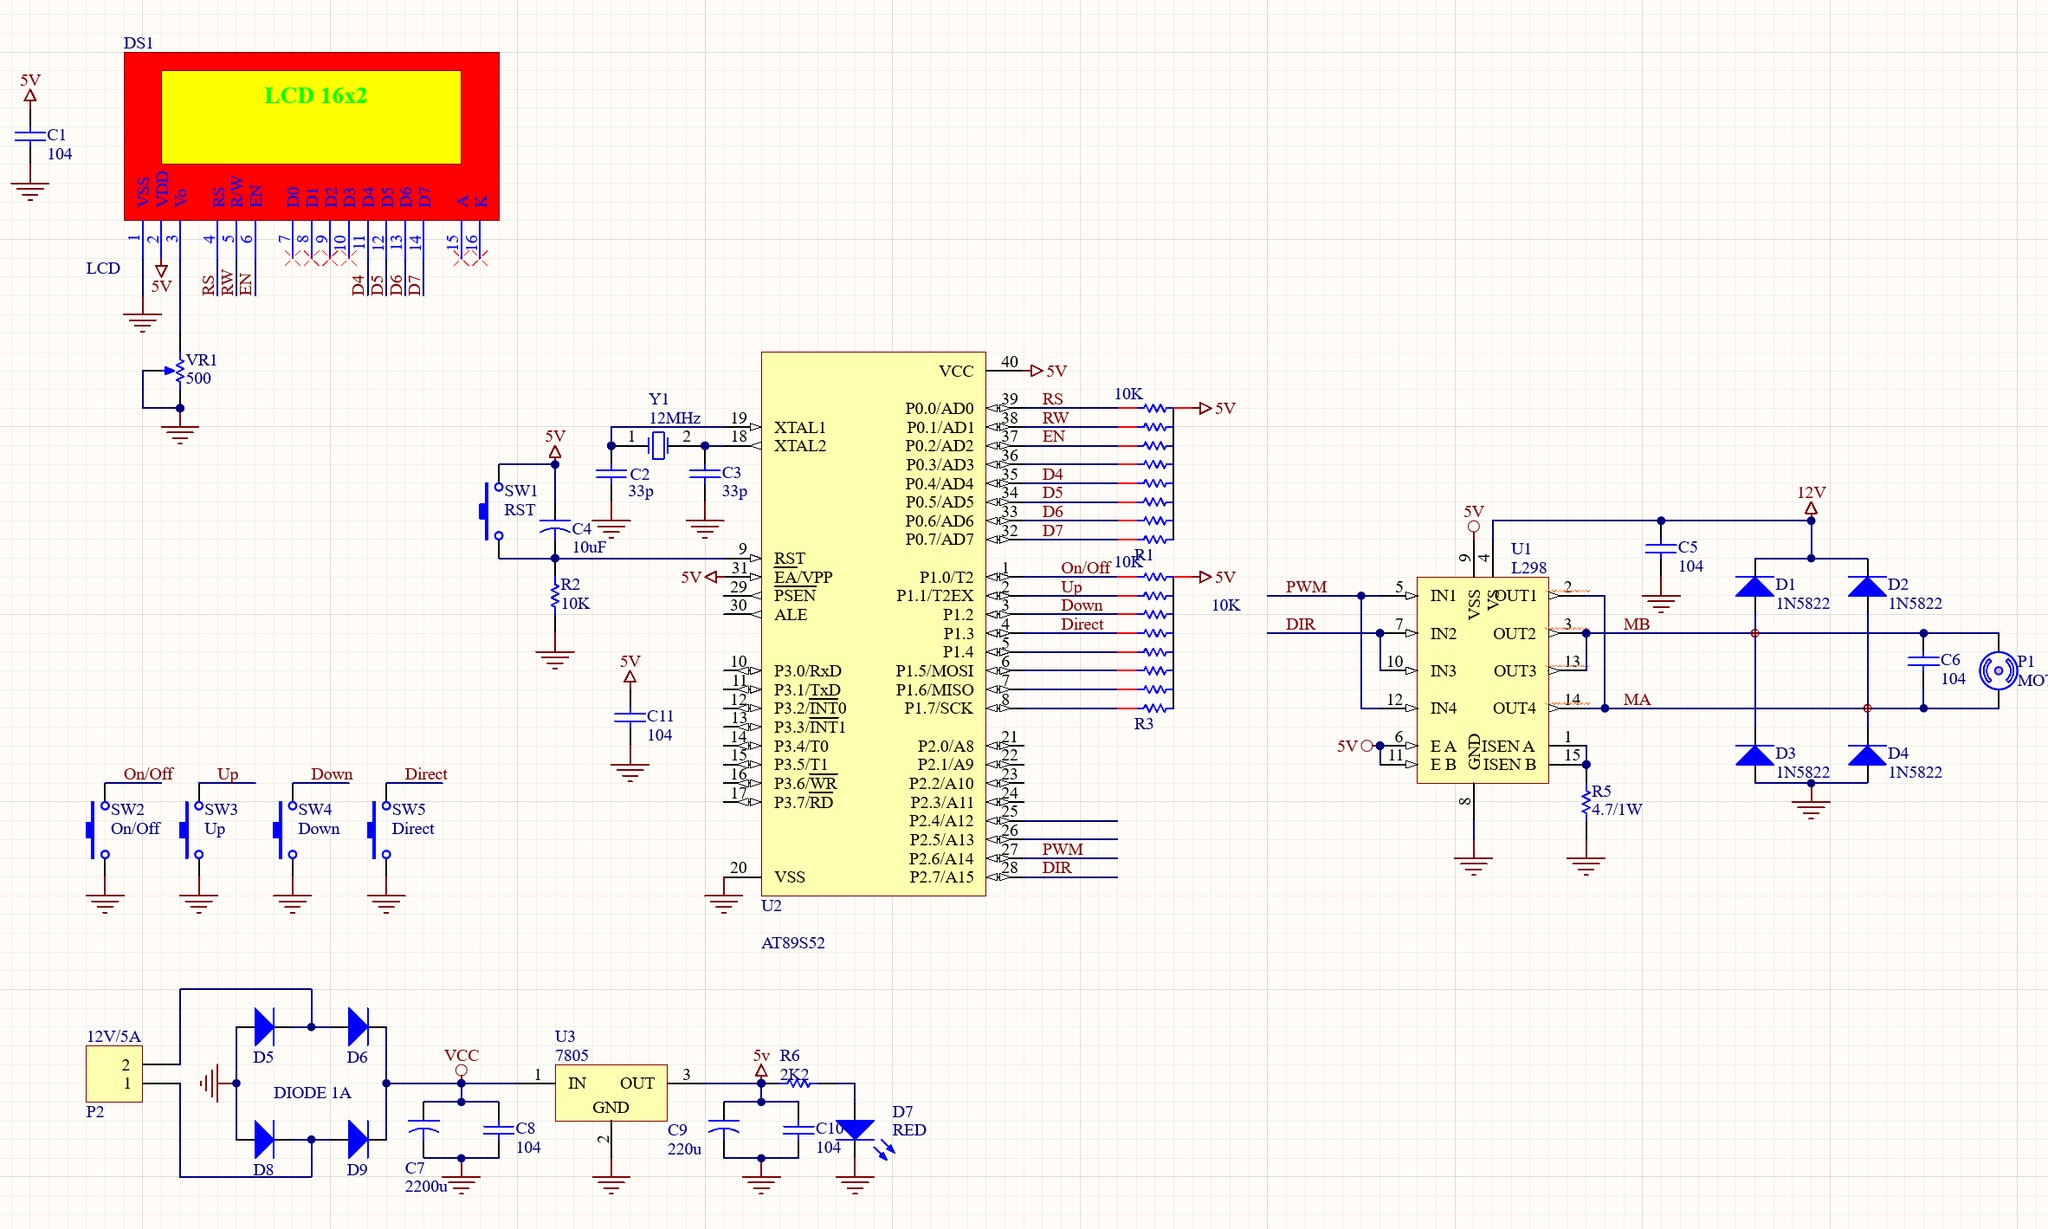 DS1
5V
C1
104
LCD 16x2
VSS
VDD
Vo
RS
R/W
EN
D0
D1
D2
D3
D4
D5
D6
D7
A
K
1
2
3
4
5
6
7
8
9
10
11
12
13
14
15
16
LCD
5V
RS
RW
EN
D4
D5
D6
D7
VR1
500
Y1
12MHz
1
2
C2
33p
C3
33p
5V
SW1
RST
C4
10uF
R2
10K
5V
5V
C11
104
19 XTAL1
18 XTAL2
9 RST
31 EA/VPP
29 PSEN
30 ALE
10 P3.0/RxD
11 P3.1/TxD
12 P3.2/INT0
13 P3.3/INT1
14 P3.4/T0
15 P3.5/T1
16 P3.6/WR
17 P3.7/RD
20 VSS
VCC 40 5V
P0.0/AD0 39 RS
P0.1/AD1 38 RW
P0.2/AD2 37 EN
P0.3/AD3 36
P0.4/AD4 35 D4
P0.5/AD5 34 D5
P0.6/AD6 33 D6
P0.7/AD7 32 D7
P1.0/T2 1 On/Off
P1.1/T2EX 2 Up
P1.2 3 Down
P1.3 4 Direct
P1.4 5
P1.5/MOSI 6
P1.6/MISO 7
P1.7/SCK 8
P2.0/A8 21
P2.1/A9 22
P2.2/A10 23
P2.3/A11 24
P2.4/A12 25
P2.5/A13 26
P2.6/A14 27 PWM
P2.7/A15 28 DIR
U2
AT89S52
10K
5V
R1
10K
5V
10K
R3
PWM
DIR
5V
5V
9
4
U1
L298
5 IN1
7 IN2
10 IN3
12 IN4
6 E A
11 E B
VSS
VS
GND
8
OUT1 2
OUT2 3
OUT3 13
OUT4 14
ISEN A 1
ISEN B 15
MB
MA
R5
4.7/1W
12V
C5
104
D1
1N5822
D2
1N5822
D3
1N5822
D4
1N5822
C6
104
P1
MOT
On/Off
SW2
On/Off
Up
SW3
Up
Down
SW4
Down
Direct
SW5
Direct
12V/5A
2
1
P2
D5
D6
DIODE 1A
D8
D9
VCC
C7
2200u
C8
104
U3
7805
1 IN
OUT 3
GND
2
5v
R6
2K2
C9
220u
C10
104
D7
RED